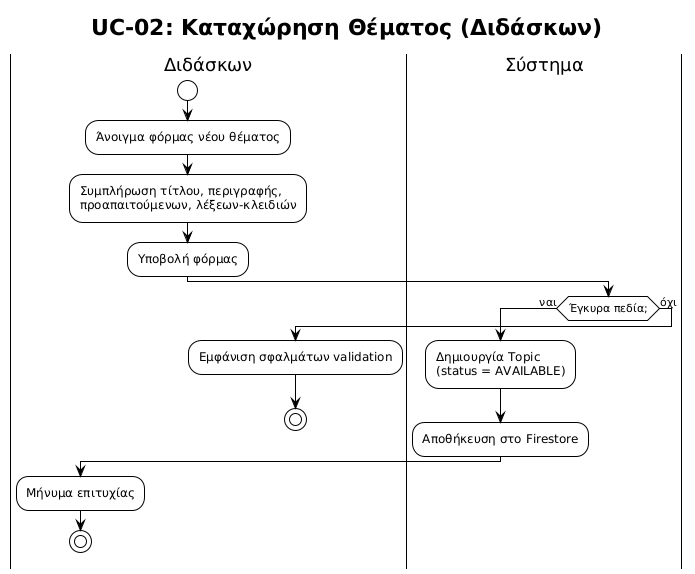 UC-02: Καταχώρηση Θέματος (Διδάσκων)
Διδάσκων
Σύστημα
Άνοιγμα φόρμας νέου θέματος
Συμπλήρωση τίτλου, περιγραφής,
προαπαιτούμενων, λέξεων-κλειδιών
Υποβολή φόρμας
ναι
Έγκυρα πεδία;
όχι
Εμφάνιση σφαλμάτων validation
Δημιουργία Topic
(status = AVAILABLE)
Αποθήκευση στο Firestore
Μήνυμα επιτυχίας